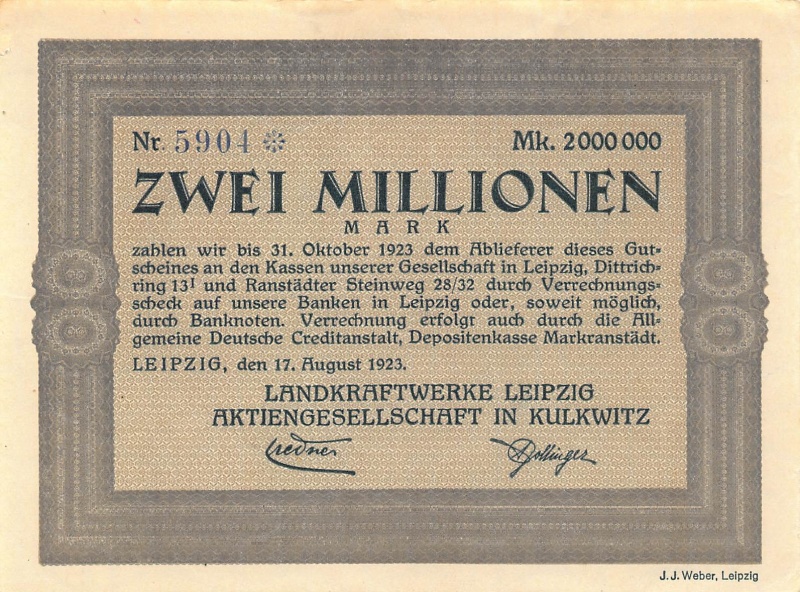 Nr. 5904 *
Mk. 2000000
ZWEI MILLIONEN
MARK
zahlen wir bis 31. Oktober 1923 dem Ablieferer dieses Gut-
scheines an den Kassen unserer Gesellschaft in Leipzig, Dittrich-
ring 13I und Ranstädter Steinweg 28/32 durch Verrechnungs-
scheck auf unsere Banken in Leipzig oder, soweit möglich,
durch Banknoten. Verrechnung erfolgt auch durch die All-
gemeine Deutsche Creditanstalt, Depositenkasse Markranstädt.
LEIPZIG, den 17. August 1923.
LANDKRAFTWERKE LEIPZIG
AKTIENGESELLSCHAFT IN KULKWITZ
Credner
Dollinger
J. J. Weber, Leipzig